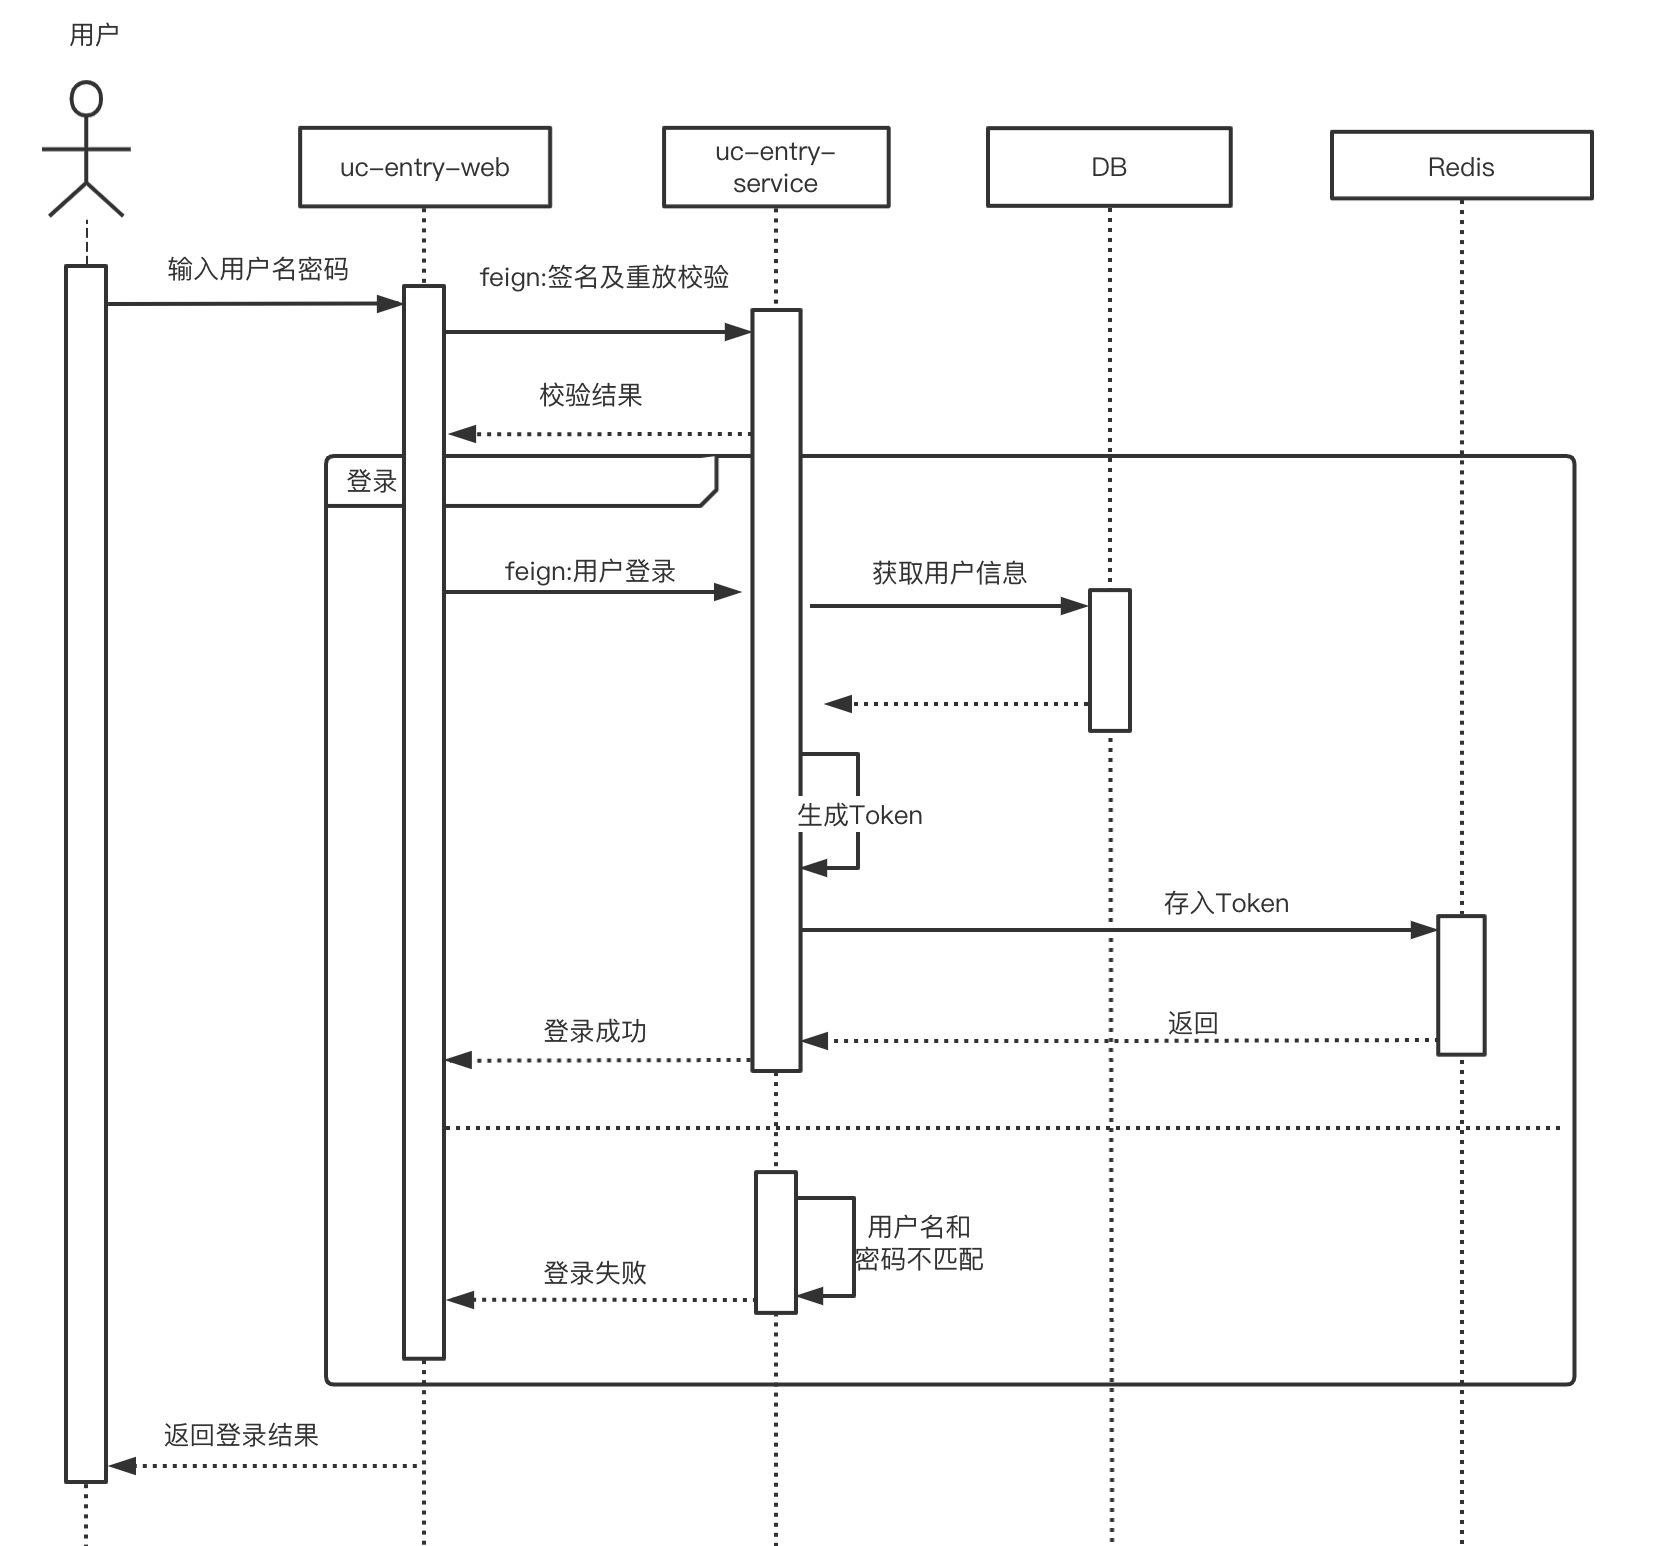 用户
uc-entry-web
uc-entry-
service
DB
Redis
输入用户名密码
feign:签名及重放校验
校验结果
登录
feign:用户登录
获取用户信息
生成Token
存入Token
返回
登录成功
用户名和
密码不匹配
登录失败
返回登录结果